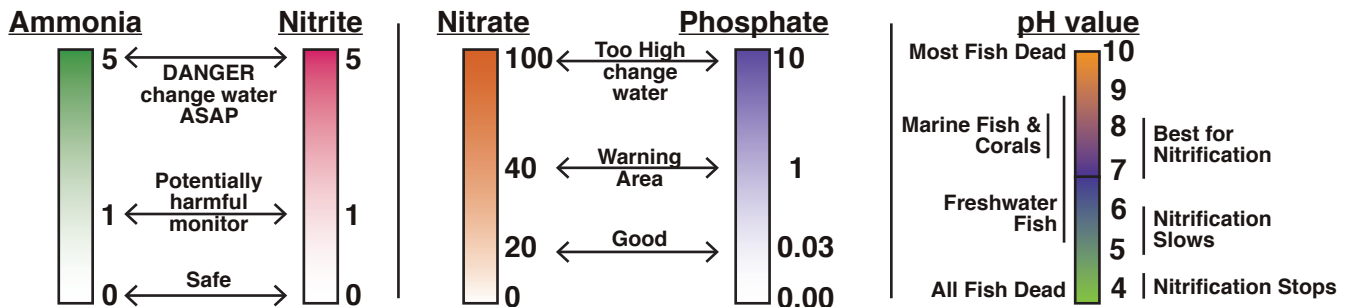 Ammonia
Nitrite
5
5
DANGER
change water
ASAP
Potentially
harmful
monitor
1
1
Safe
0
0
Nitrate
Phosphate
100
10
Too High
change
water
Warning
Area
40
1
Good
20
0.03
0
0.00
pH value
Most Fish Dead
10
9
Marine Fish &
Corals
8
Best for
Nitrification
7
Freshwater
Fish
6
Nitrification
Slows
5
All Fish Dead
4
Nitrification Stops